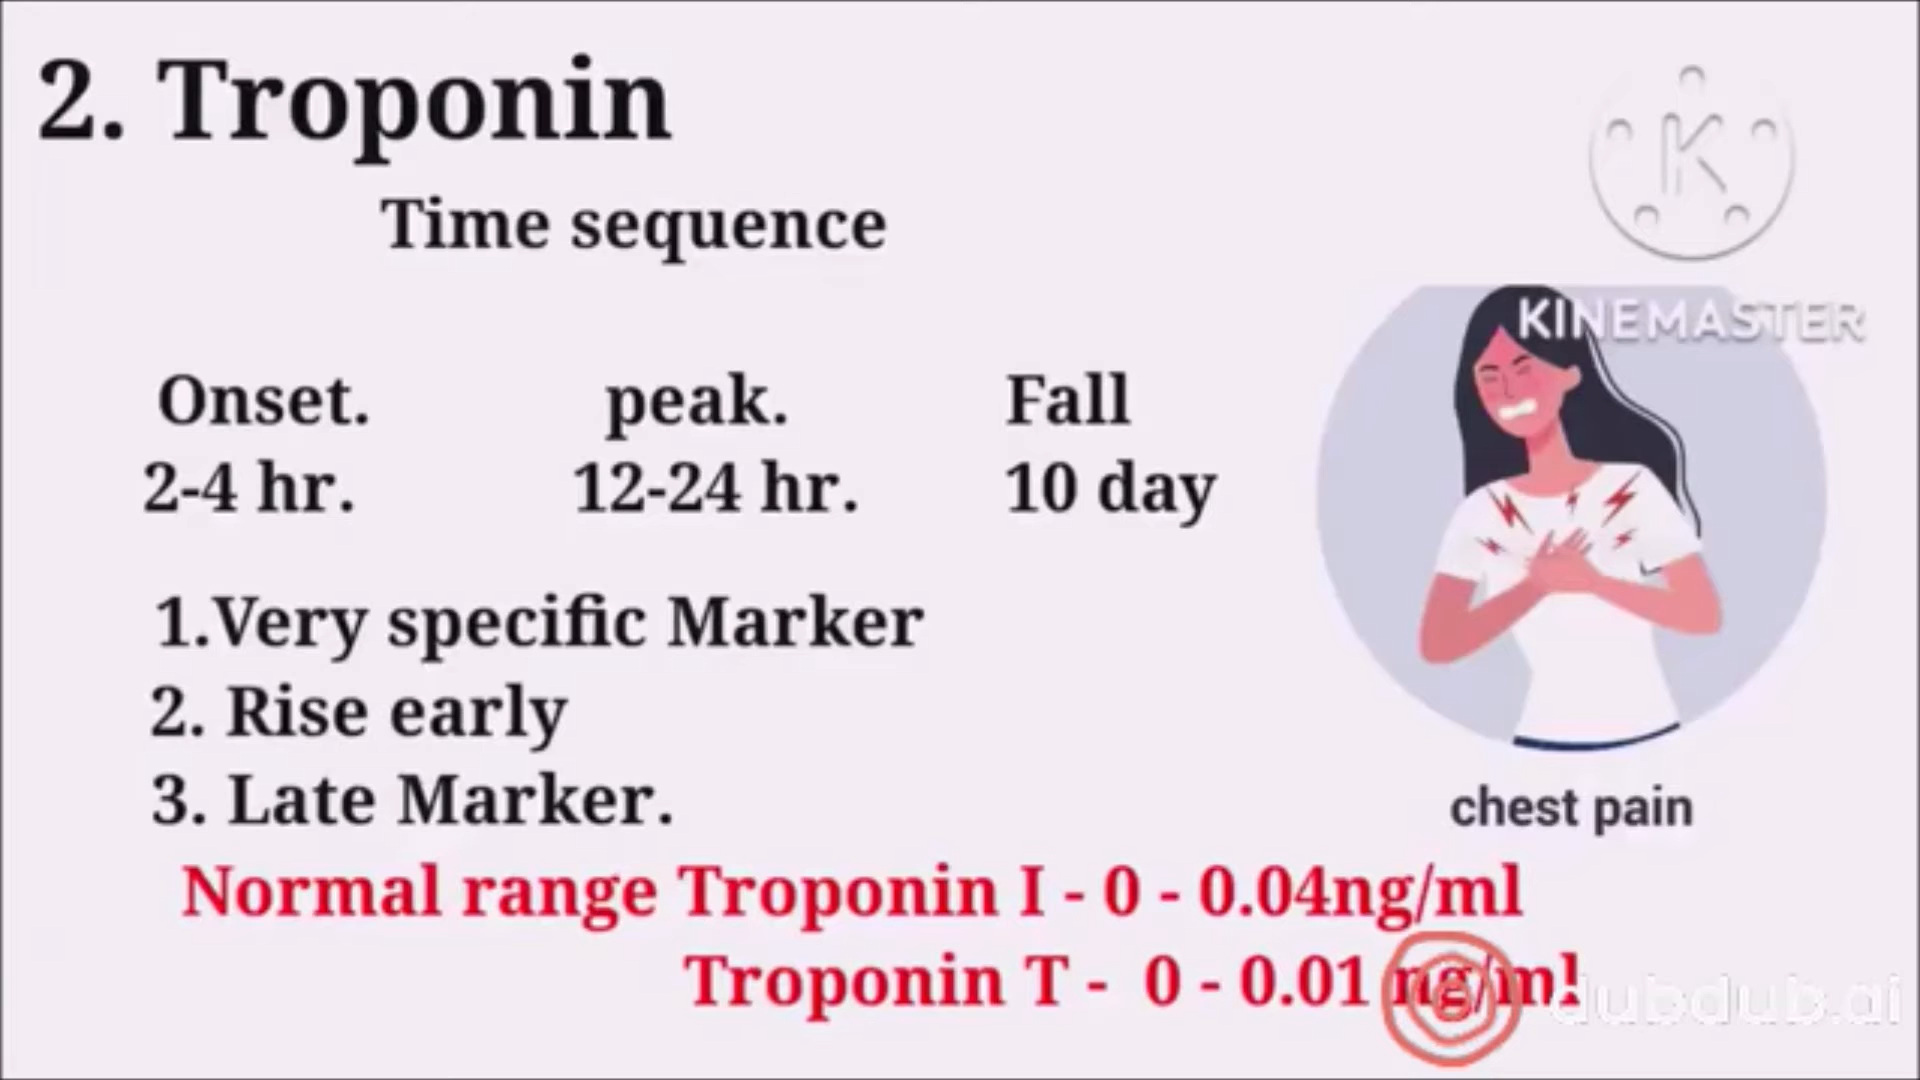 2. Troponin
Time sequence
K
KINEMASTER
Onset. peak. Fall
2-4 hr. 12-24 hr. 10 day
1.Very specific Marker
2. Rise early
3. Late Marker.
chest pain
Normal range Troponin I - 0 - 0.04ng/ml
Troponin T - 0 - 0.01 ng/ml
dubdub.ai